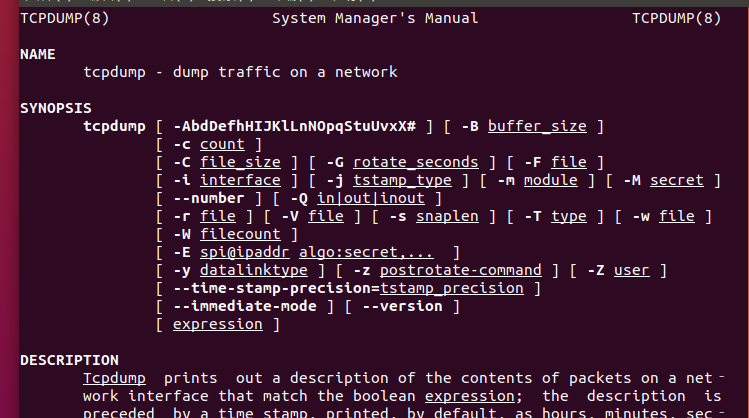 TCPDUMP(8) System Manager's Manual TCPDUMP(8)
NAME
tcpdump - dump traffic on a network
SYNOPSIS
tcpdump [ -AbdDefhHIJKlLnNOpqStuUvxX# ] [ -B buffer_size ]
[ -c count ]
[ -C file_size ] [ -G rotate_seconds ] [ -F file ]
[ -i interface ] [ -j tstamp_type ] [ -m module ] [ -M secret ]
[ --number ] [ -Q in|out|inout ]
[ -r file ] [ -V file ] [ -s snaplen ] [ -T type ] [ -w file ]
[ -W filecount ]
[ -E spi@ipaddr algo:secret,... ]
[ -y datalinktype ] [ -z postrotate-command ] [ -Z user ]
[ --time-stamp-precision=tstamp_precision ]
[ --immediate-mode ] [ --version ]
[ expression ]
DESCRIPTION
Tcpdump prints out a description of the contents of packets on a net-
work interface that match the boolean expression; the description is
preceded by a time stamp, printed, by default, as hours, minutes, sec-